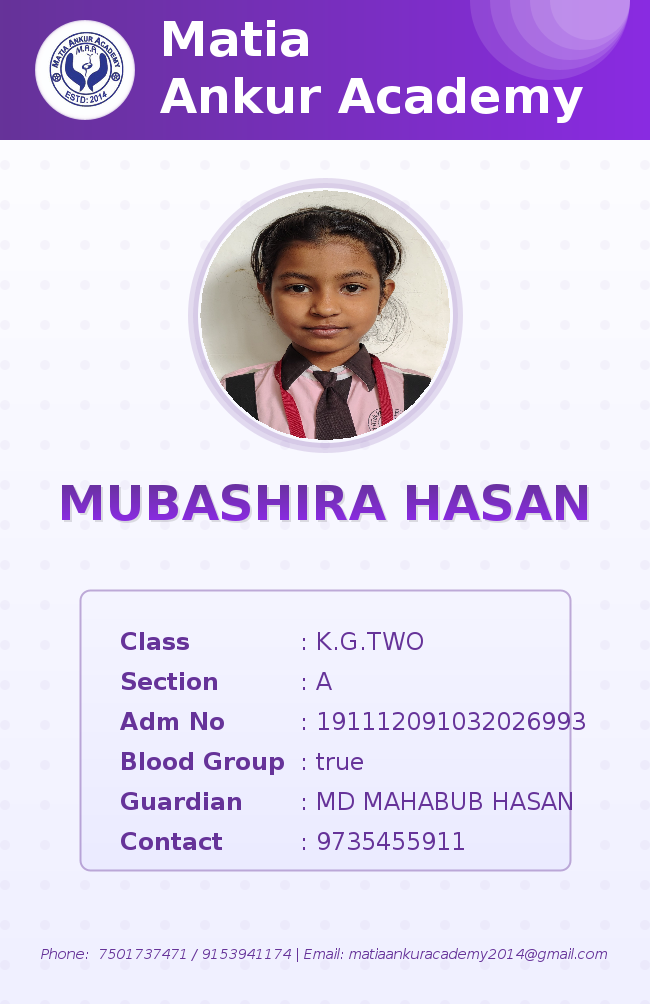 MATIA ANKUR ACADEMY
M.A.A.
ESTD: 2014
Matia
Ankur Academy
MUBASHIRA HASAN
Class : K.G.TWO
Section : A
Adm No : 191112091032026993
Blood Group : true
Guardian : MD MAHABUB HASAN
Contact : 9735455911
Phone: 7501737471 / 9153941174 | Email: matiaankuracademy2014@gmail.com